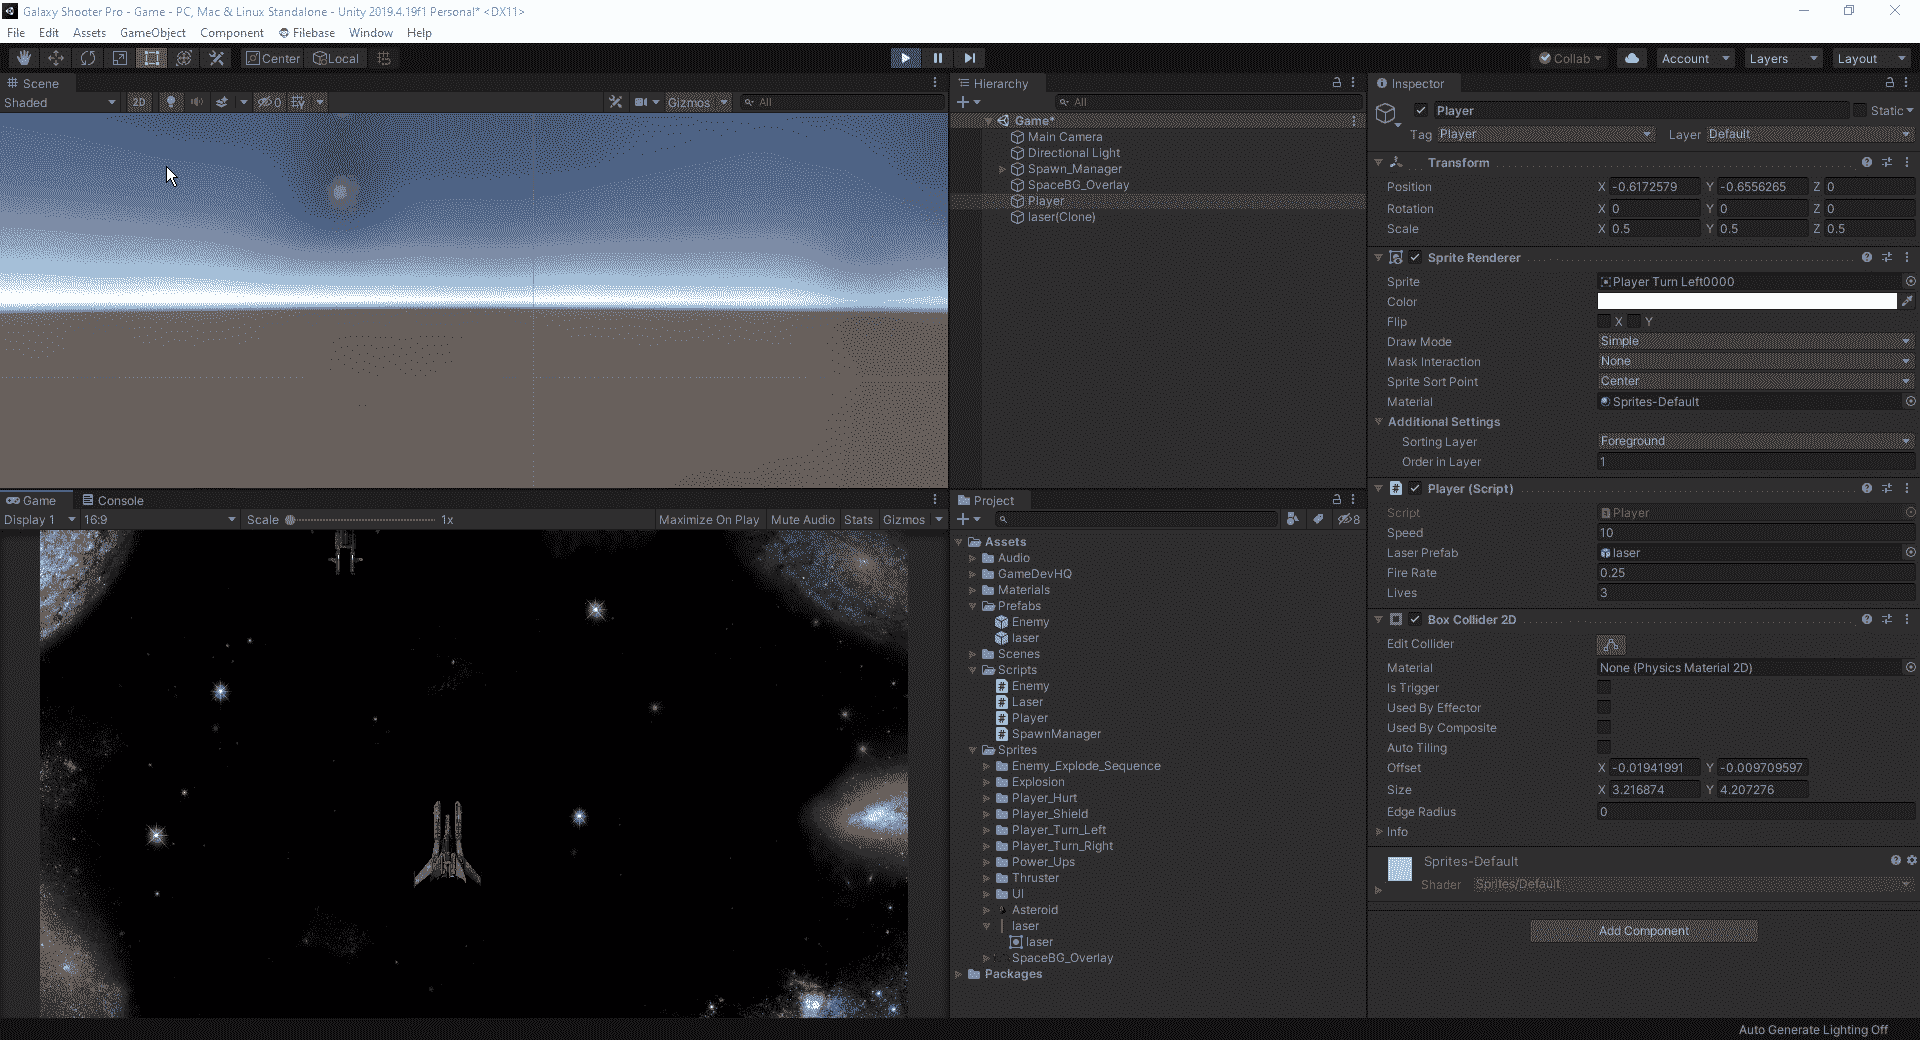 Galaxy Shooter Pro - Game - PC, Mac & Linux Standalone - Unity 2019.4.19f1 Personal* <DX11>
File Edit Assets GameObject Component Filebase Window Help
Center Local Collab Account Layers Layout
Scene
Shaded 2D 0 Gizmos All
Hierarchy
All
Game*
Main Camera
Directional Light
Spawn_Manager
SpaceBG_Overlay
Player
laser(Clone)
Inspector
Player Static
Tag Player Layer Default
Transform
Position X -0.6172579 Y -0.6556265 Z 0
Rotation X 0 Y 0 Z 0
Scale X 0.5 Y 0.5 Z 0.5
Sprite Renderer
Sprite Player Turn Left0000
Color
Flip X Y
Draw Mode Simple
Mask Interaction None
Sprite Sort Point Center
Material Sprites-Default
Additional Settings
Sorting Layer Foreground
Order in Layer 1
Player (Script)
Script Player
Speed 10
Laser Prefab laser
Fire Rate 0.25
Lives 3
Box Collider 2D
Edit Collider
Material None (Physics Material 2D)
Is Trigger
Used By Effector
Used By Composite
Auto Tiling
Offset X -0.01941991 Y -0.009709597
Size X 3.216874 Y 4.207276
Edge Radius 0
Info
Sprites-Default
Shader Sprites/Default
Add Component
Game Console
Display 1 16:9 Scale 1x Maximize On Play Mute Audio Stats Gizmos
Project
8
Assets
Audio
GameDevHQ
Materials
Prefabs
Enemy
laser
Scenes
Scripts
Enemy
Laser
Player
SpawnManager
Sprites
Enemy_Explode_Sequence
Explosion
Player_Hurt
Player_Shield
Player_Turn_Left
Player_Turn_Right
Power_Ups
Thruster
UI
Asteroid
laser
laser
SpaceBG_Overlay
Packages
Auto Generate Lighting Off